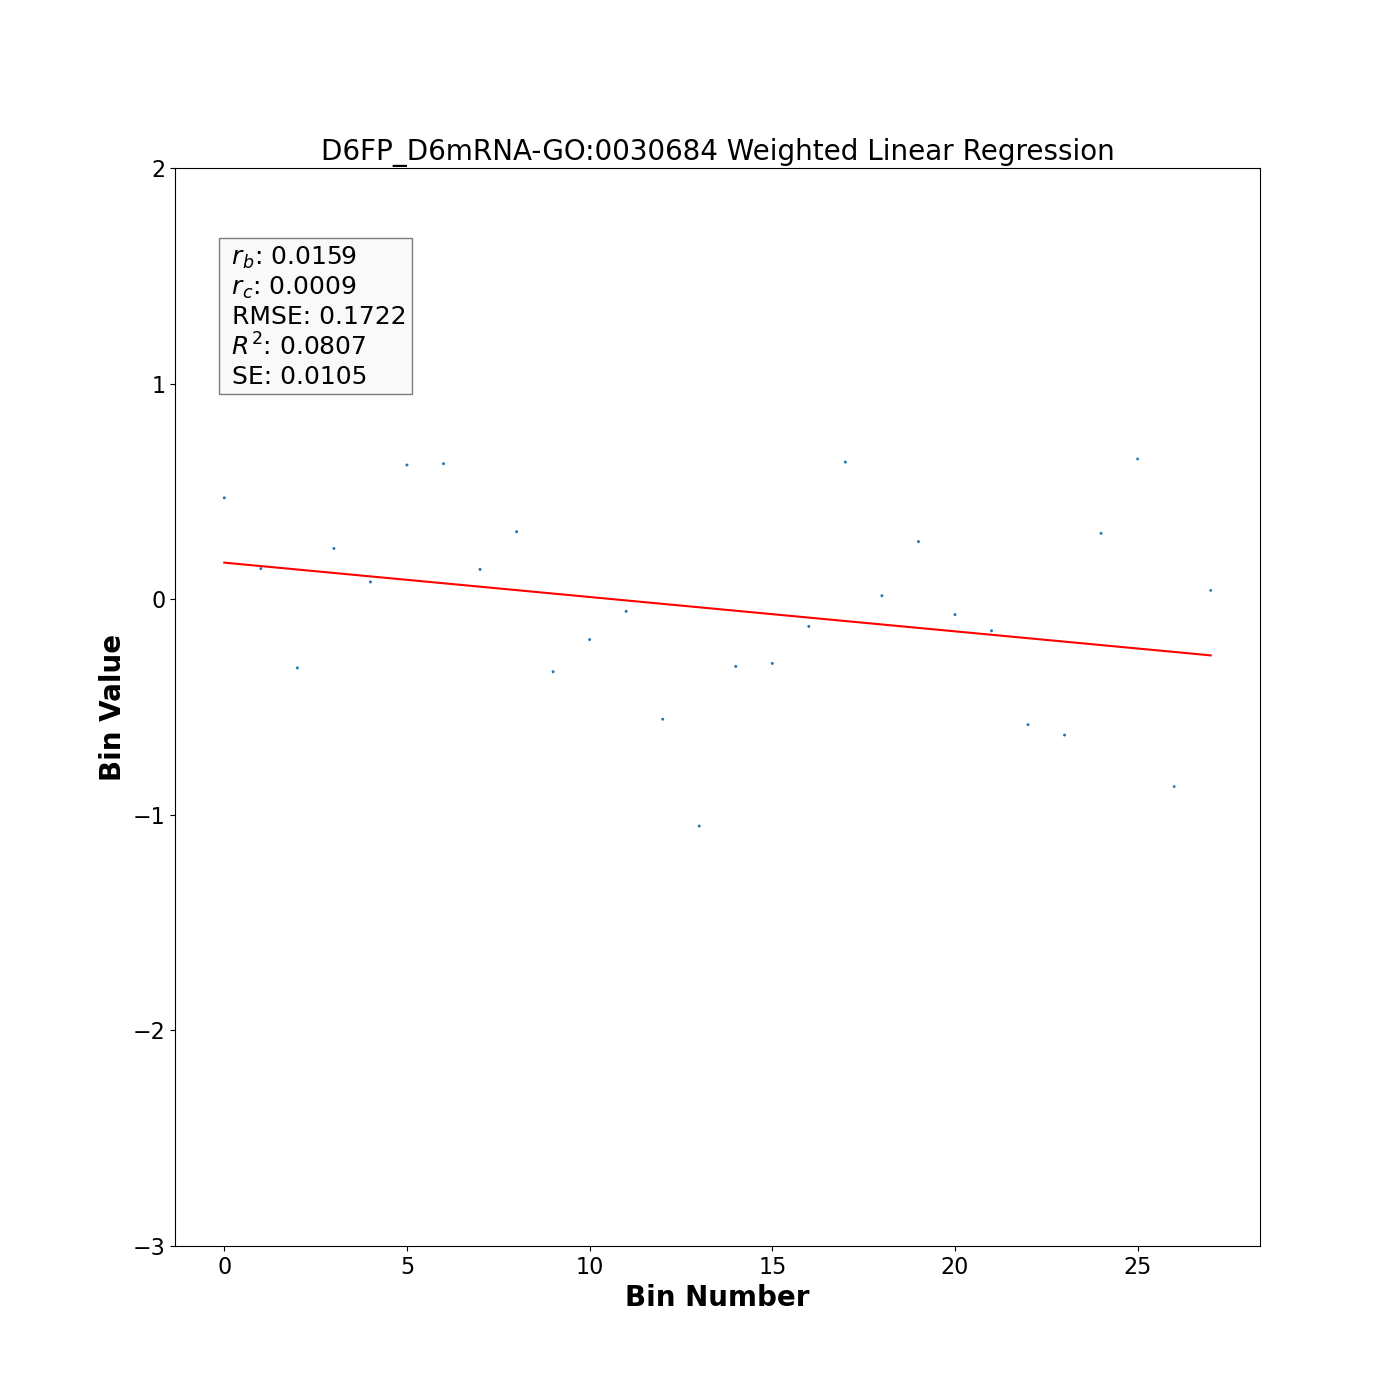 D6FP_D6mRNA-GO:0030684 Weighted Linear Regression
2
r_b: 0.0159
r_c: 0.0009
RMSE: 0.1722
R²: 0.0807
SE: 0.0105
1
0
−1
−2
−3
Bin Value
0 5 10 15 20 25
Bin Number